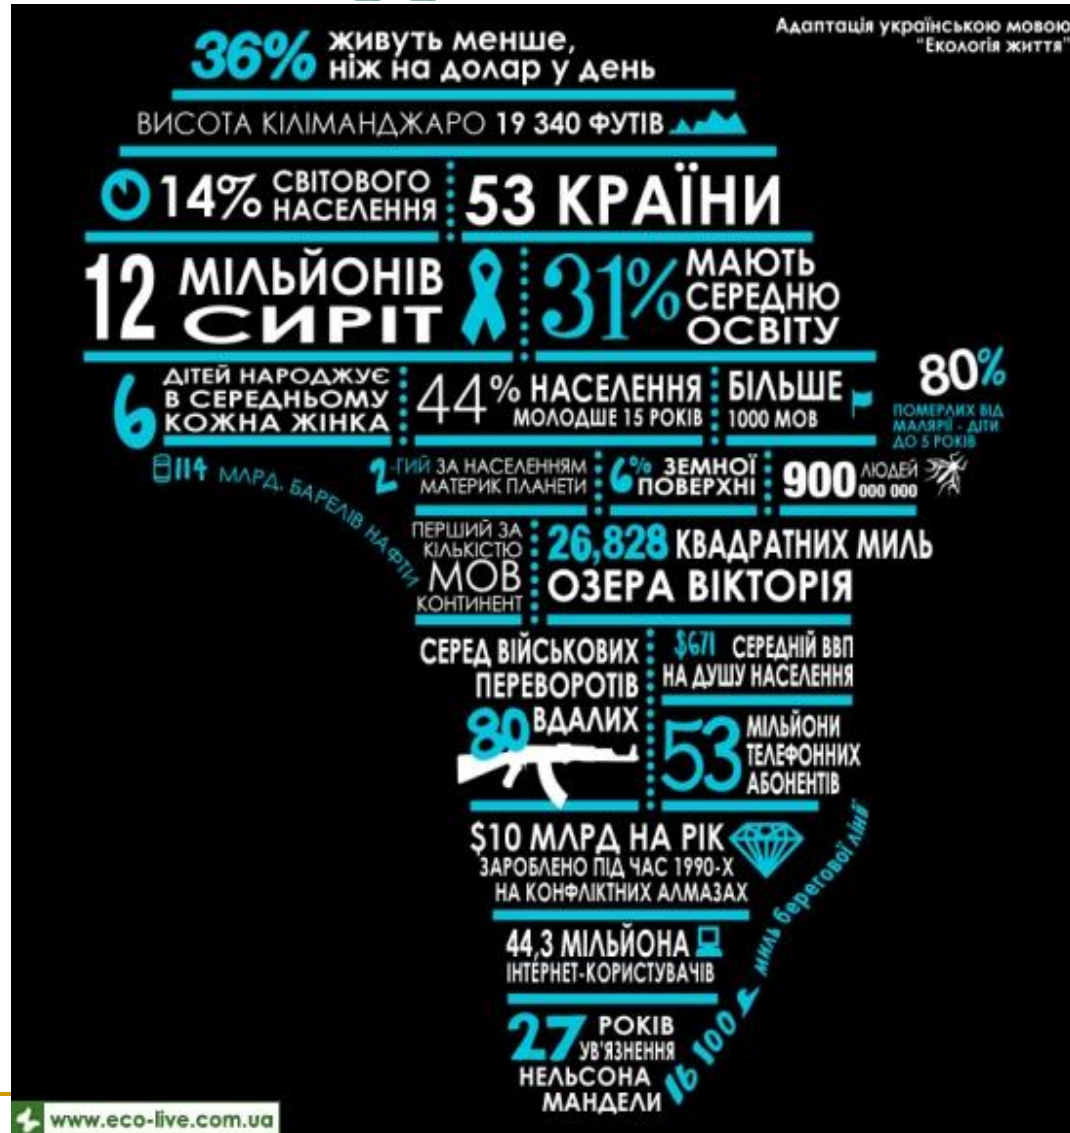 Адаптація українською мовою
"Екологія життя"
36% живуть менше,
ніж на долар у день
ВИСОТА КІЛІМАНДЖАРО 19 340 ФУТІВ
14% СВІТОВОГО
НАСЕЛЕННЯ
53 КРАЇНИ
12 МІЛЬЙОНІВ
СИРІТ
31% МАЮТЬ
СЕРЕДНЮ
ОСВІТУ
6 ДІТЕЙ НАРОДЖУЄ
В СЕРЕДНЬОМУ
КОЖНА ЖІНКА
44% НАСЕЛЕННЯ
МОЛОДШЕ 15 РОКІВ
БІЛЬШЕ
1000 МОВ
80%
ПОМЕРЛИХ ВІД
МАЛЯРІЇ - ДІТИ
ДО 5 РОКІВ
114 МЛРД. БАРЕЛІВ НАФТИ
2-ГИЙ ЗА НАСЕЛЕННЯМ
МАТЕРИК ПЛАНЕТИ
6% ЗЕМНОЇ
ПОВЕРХНІ
900 ЛЮДЕЙ
000 000
ПЕРШИЙ ЗА
КІЛЬКІСТЮ
МОВ
КОНТИНЕНТ
26,828 КВАДРАТНИХ МИЛЬ
ОЗЕРА ВІКТОРІЯ
СЕРЕД ВІЙСЬКОВИХ
ПЕРЕВОРОТІВ
80 ВДАЛИХ
$671 СЕРЕДНІЙ ВВП
НА ДУШУ НАСЕЛЕННЯ
53 МІЛЬЙОНИ
ТЕЛЕФОННИХ
АБОНЕНТІВ
$10 МЛРД НА РІК
ЗАРОБЛЕНО ПІД ЧАС 1990-Х
НА КОНФЛІКТНИХ АЛМАЗАХ
44,3 МІЛЬЙОНА
ІНТЕРНЕТ-КОРИСТУВАЧІВ
27 РОКІВ
УВ'ЯЗНЕННЯ
НЕЛЬСОНА
МАНДЕЛИ
16 100 миль берегової лінії
www.eco-live.com.ua